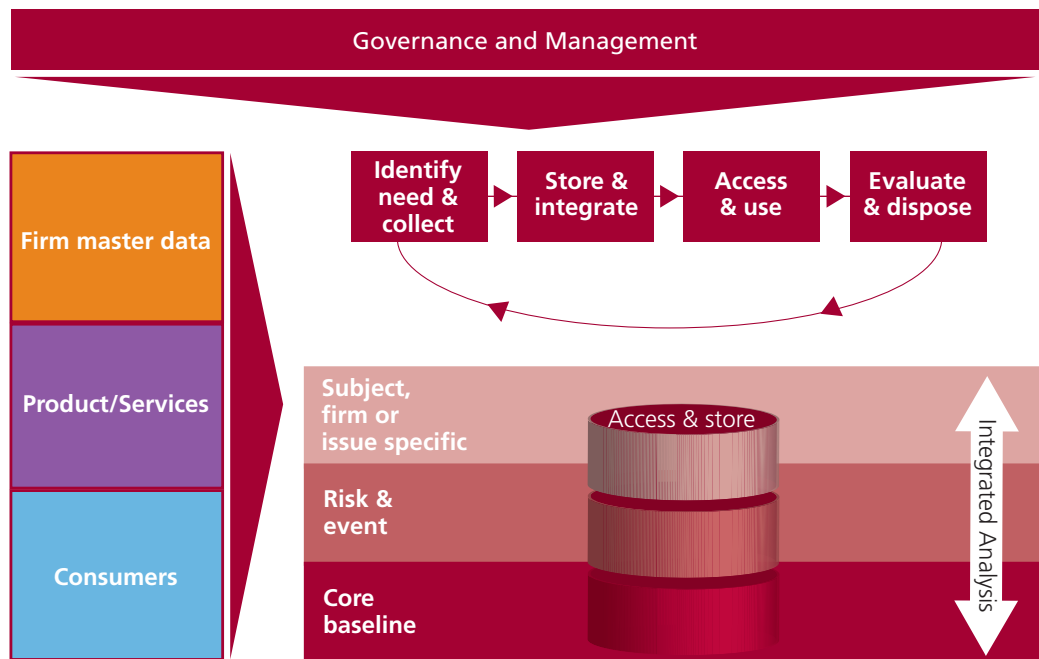 Governance and Management
Identify
need &
collect
Store &
integrate
Access
& use
Evaluate
& dispose
Firm master data
Product/Services
Consumers
Subject,
firm or
issue specific
Access & store
Risk &
event
Core
baseline
Integrated Analysis